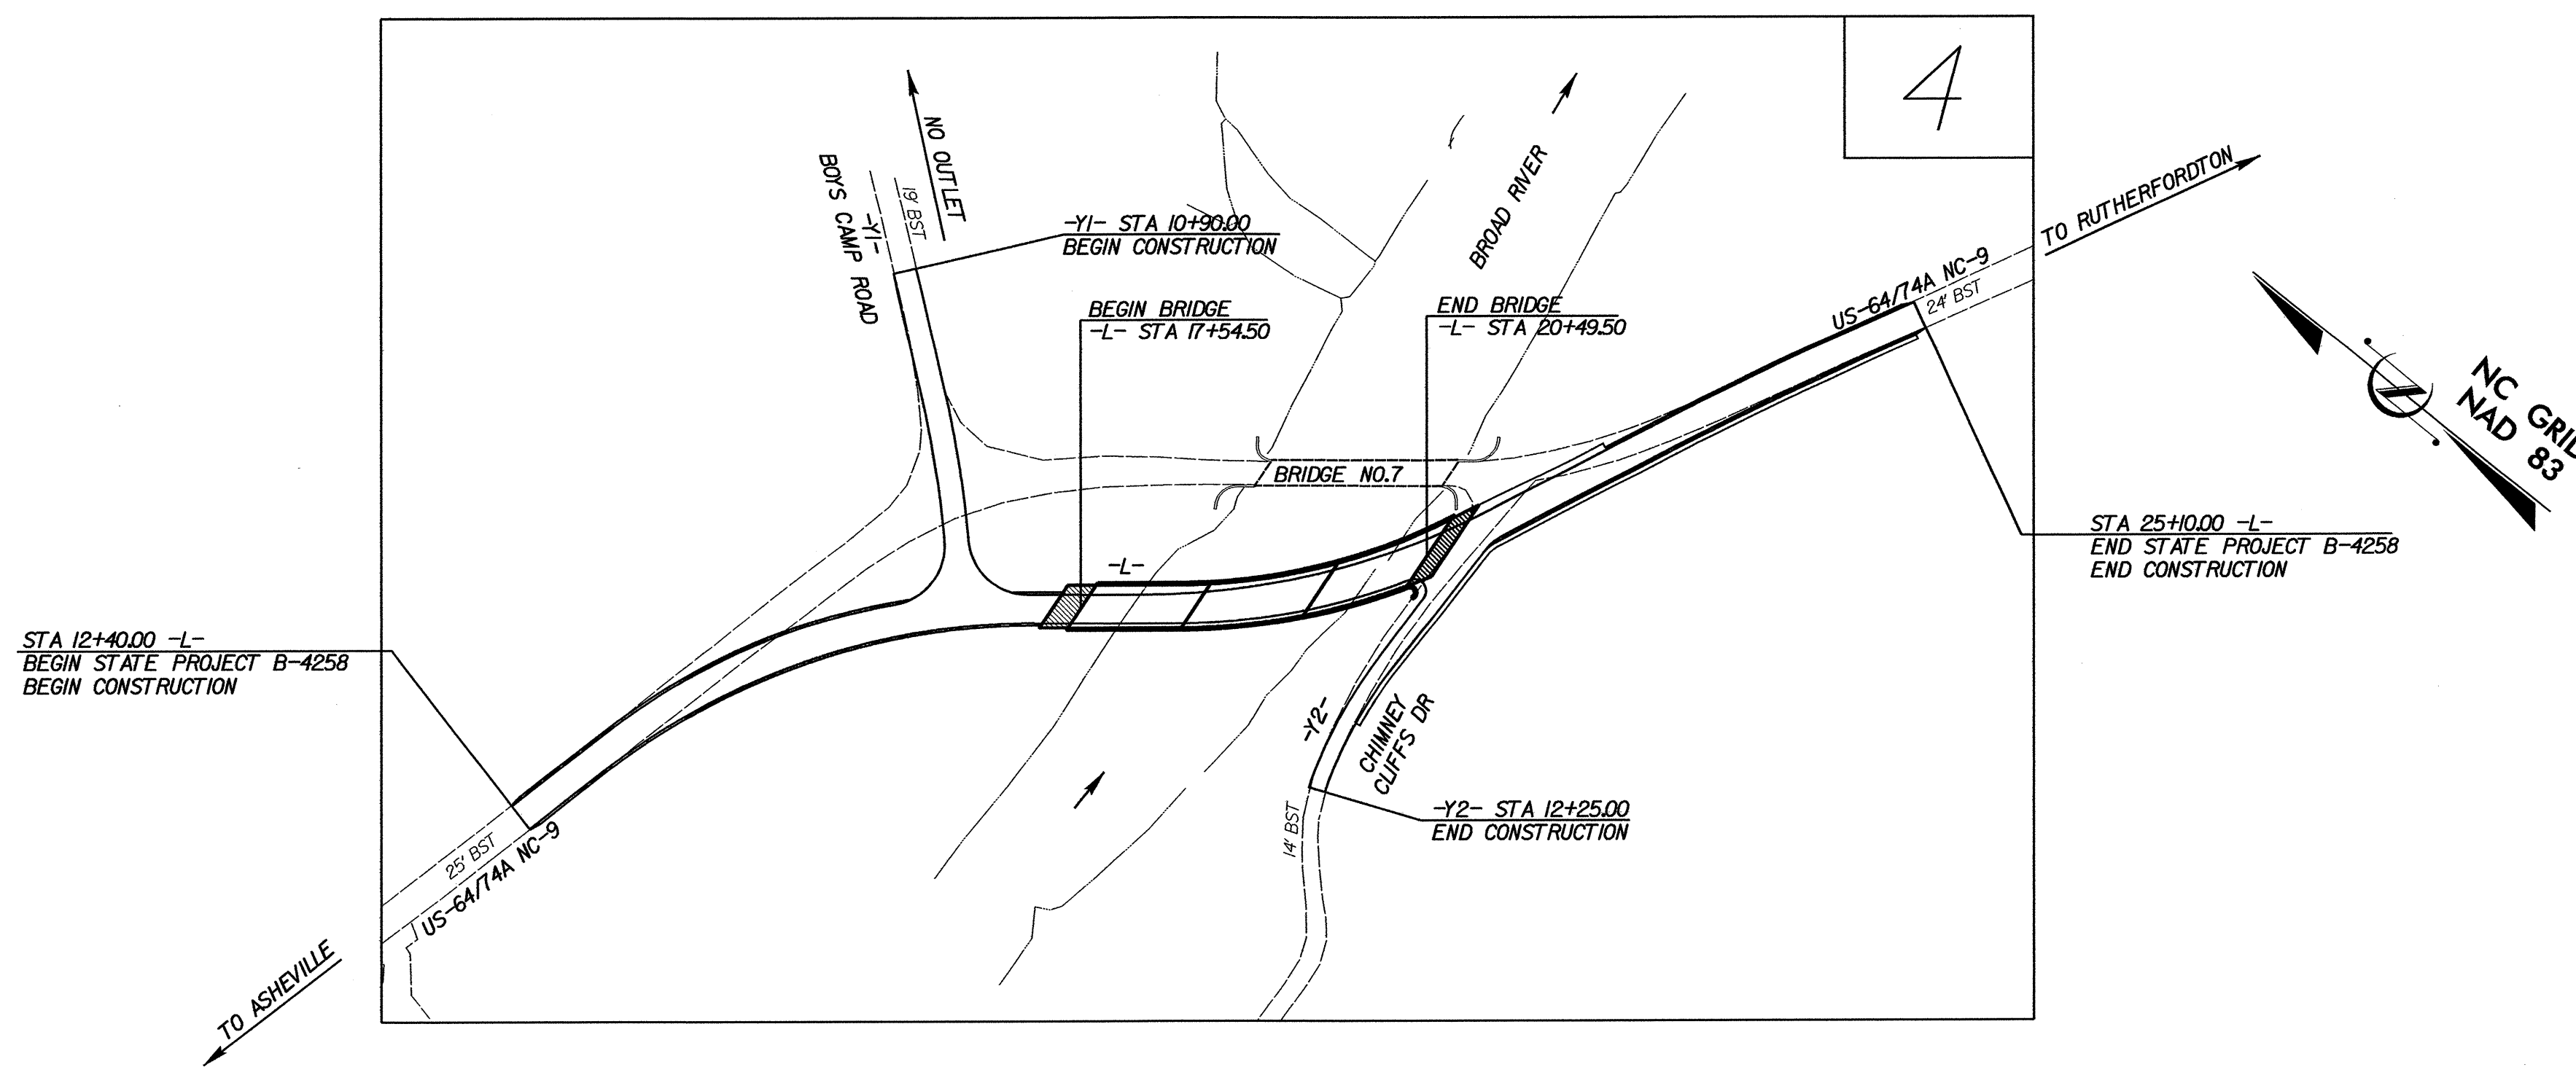 4
NO OUTLET
19' BST
-Y1-
BOYS CAMP ROAD
-Y1- STA 10+90.00
BEGIN CONSTRUCTION
BROAD RIVER
TO RUTHERFORDTON
US-64/74A NC-9
24' BST
BEGIN BRIDGE
-L- STA 17+54.50
END BRIDGE
-L- STA 20+49.50
NC GRID
NAD 83
BRIDGE NO.7
-L-
STA 25+10.00 -L-
END STATE PROJECT B-4258
END CONSTRUCTION
STA 12+40.00 -L-
BEGIN STATE PROJECT B-4258
BEGIN CONSTRUCTION
-Y2-
CHIMNEY
CLIFFS DR
-Y2- STA 12+25.00
END CONSTRUCTION
14' BST
25' BST
US-64/74A NC-9
TO ASHEVILLE